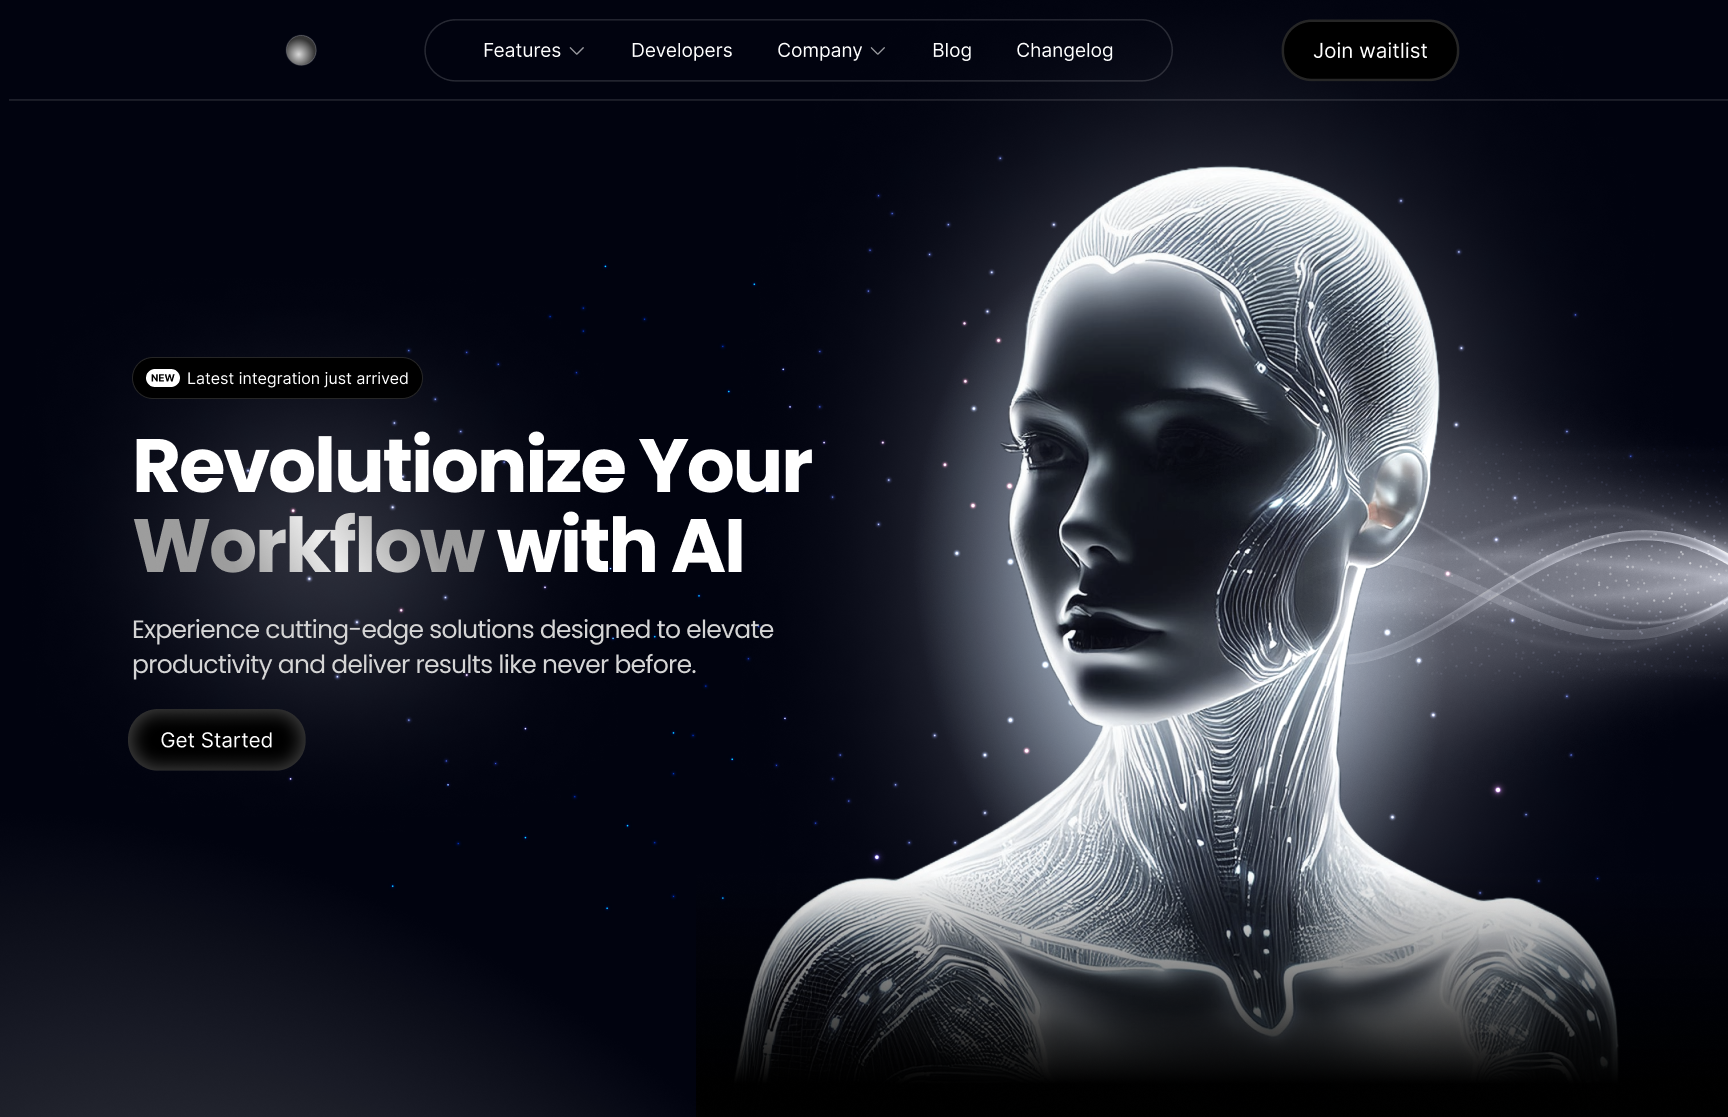 Features
Developers
Company
Blog
Changelog
Join waitlist
NEW Latest integration just arrived
Revolutionize Your
Workflow with AI
Experience cutting-edge solutions designed to elevate
productivity and deliver results like never before.
Get Started